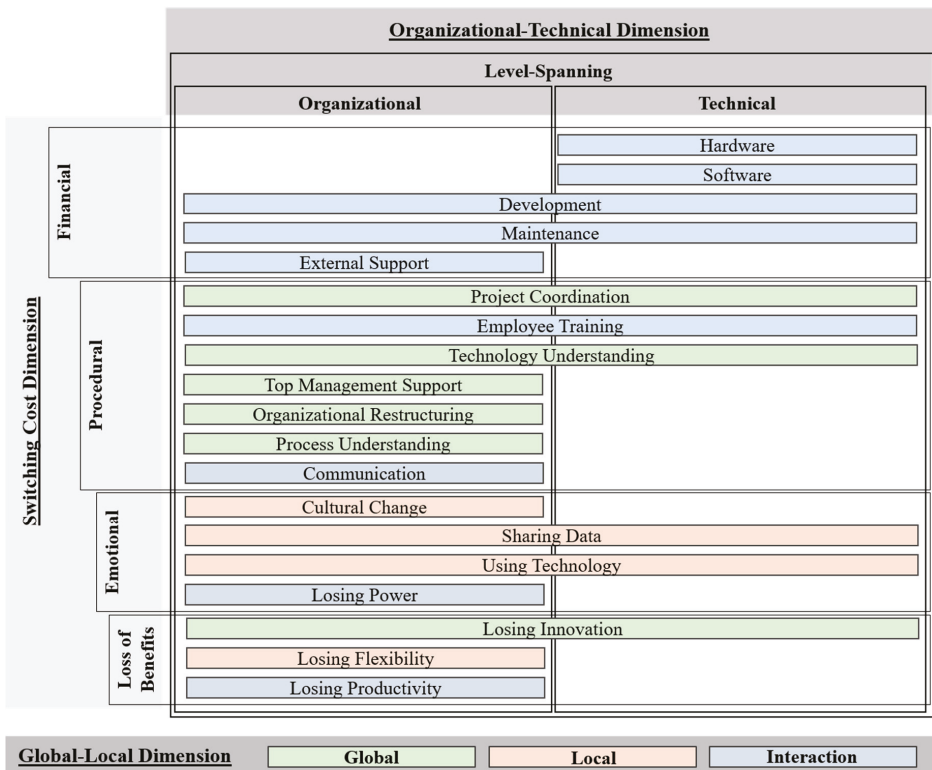 Organizational-Technical Dimension
Level-Spanning
Organizational
Technical
Switching Cost Dimension
Financial
Hardware
Software
Development
Maintenance
External Support
Procedural
Project Coordination
Employee Training
Technology Understanding
Top Management Support
Organizational Restructuring
Process Understanding
Communication
Emotional
Cultural Change
Sharing Data
Using Technology
Losing Power
Loss of
Benefits
Losing Innovation
Losing Flexibility
Losing Productivity
Global-Local Dimension
Global
Local
Interaction